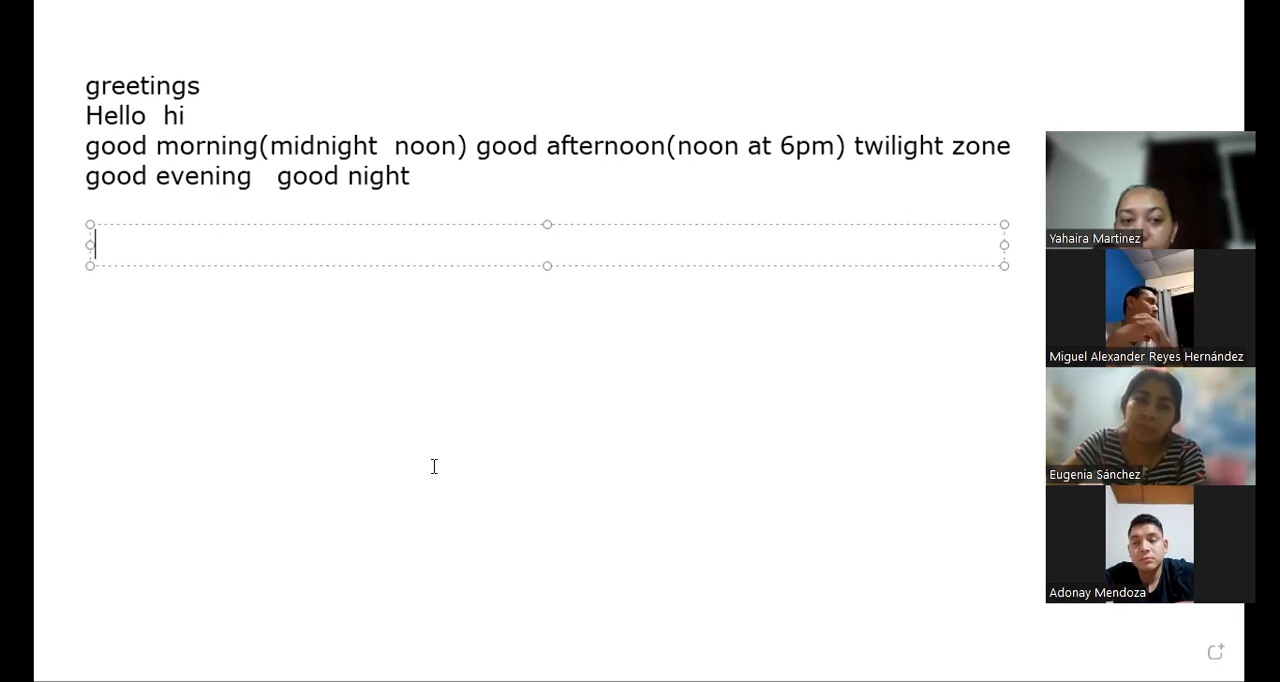 greetings
Hello  hi
good morning(midnight  noon) good afternoon(noon at 6pm) twilight zone
good evening   good night
Yahaira Martinez
Miguel Alexander Reyes Hernández
Eugenia Sánchez
Adonay Mendoza